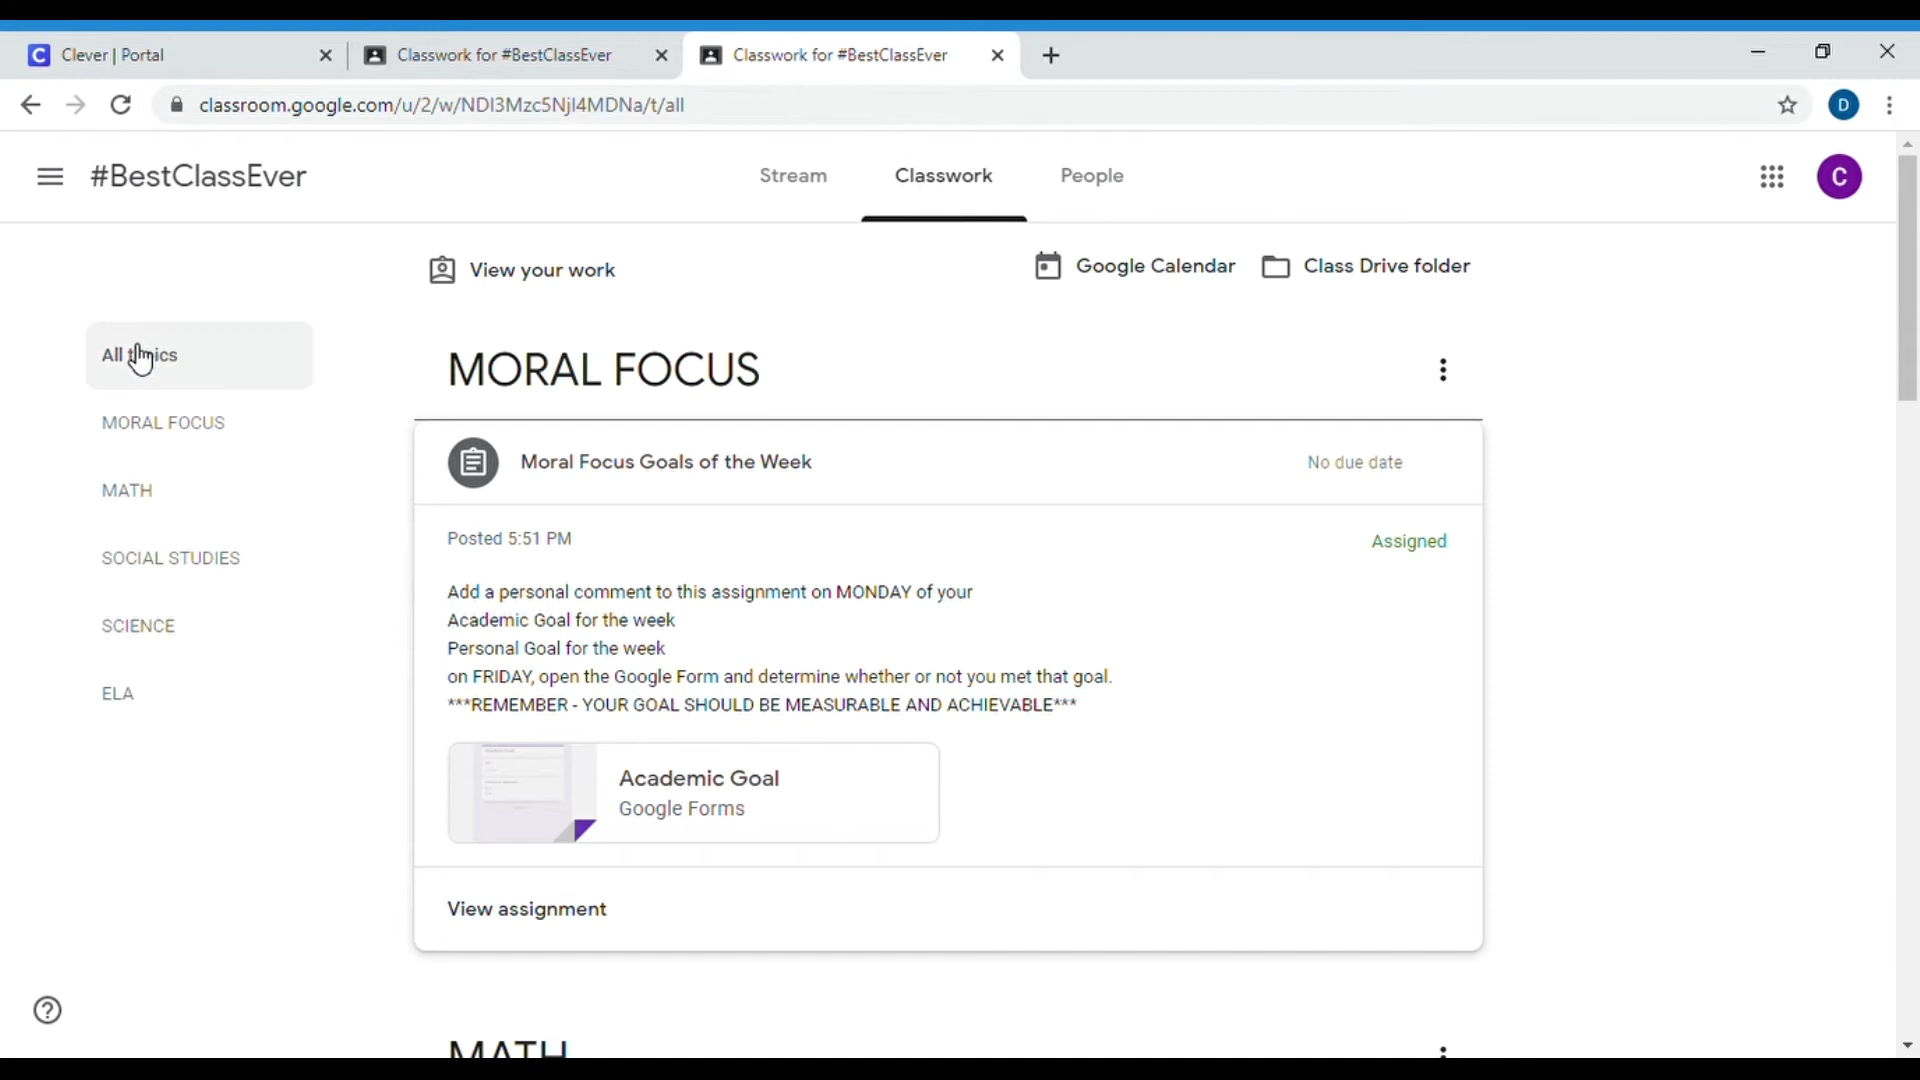 Clever | Portal
Classwork for #BestClassEver
Classwork for #BestClassEver
classroom.google.com/u/2/w/NDI3Mzc5NjI4MDNa/t/all
D
#BestClassEver
Stream
Classwork
People
C
View your work
Google Calendar
Class Drive folder
All topics
MORAL FOCUS
MATH
SOCIAL STUDIES
SCIENCE
ELA
MORAL FOCUS
Moral Focus Goals of the Week
No due date
Posted 5:51 PM
Assigned
Add a personal comment to this assignment on MONDAY of your
Academic Goal for the week
Personal Goal for the week
on FRIDAY, open the Google Form and determine whether or not you met that goal.
***REMEMBER - YOUR GOAL SHOULD BE MEASURABLE AND ACHIEVABLE***
Academic Goal
Google Forms
View assignment
MATH